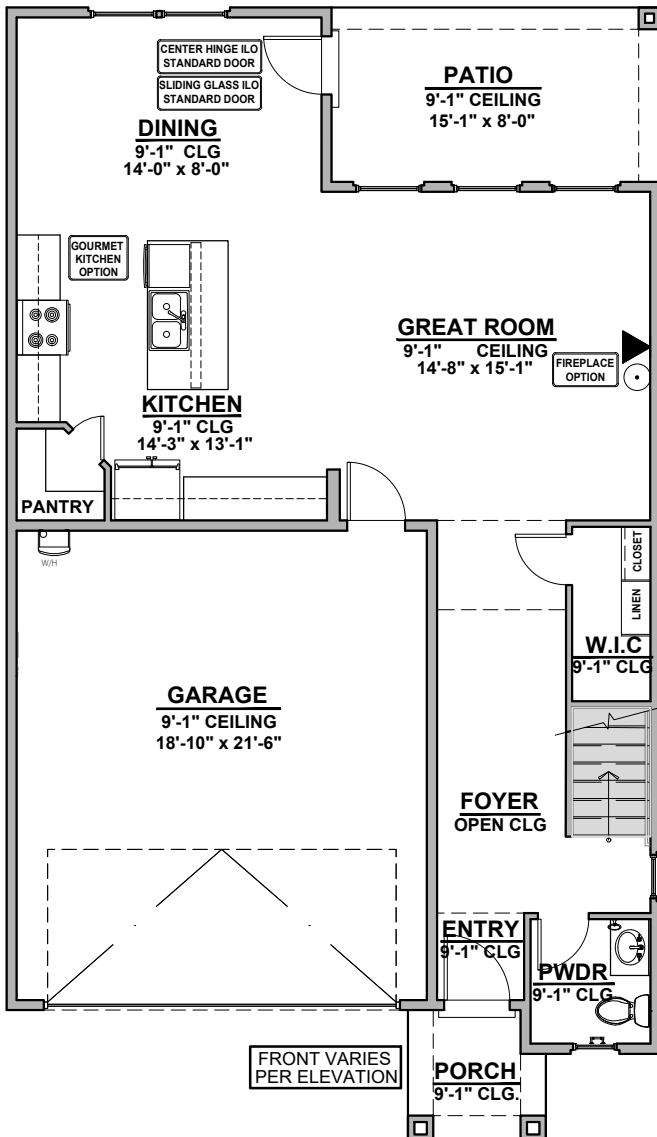 CENTER HINGE ILO
STANDARD DOOR
SLIDING GLASS ILO
STANDARD DOOR
PATIO
9'-1" CEILING
15'-1" x 8'-0"
DINING
9'-1" CLG
14'-0" x 8'-0"
GOURMET
KITCHEN
OPTION
GREAT ROOM
9'-1" CEILING
14'-8" x 15'-1"
FIREPLACE
OPTION
KITCHEN
9'-1" CLG
14'-3" x 13'-1"
PANTRY
W/H
CLOSET
LINEN
W.I.C
9'-1" CLG
GARAGE
9'-1" CEILING
18'-10" x 21'-6"
FOYER
OPEN CLG
ENTRY
9'-1" CLG
PWDR
9'-1" CLG
FRONT VARIES
PER ELEVATION
PORCH
9'-1" CLG.